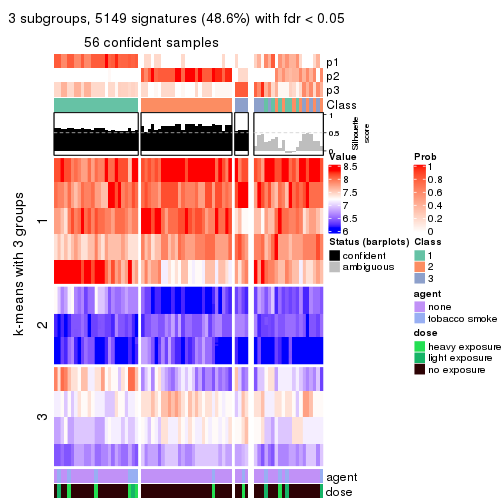 3 subgroups, 5149 signatures (48.6%) with fdr < 0.05
56 confident samples
p1
p2
p3
Class
1
0.5
0
Silhouette
score
k-means with 3 groups
1
2
3
Value
8.5
8
7.5
7
6.5
6
Prob
1
0.8
0.6
0.4
0.2
0
Status (barplots)
confident
ambiguous
Class
1
2
3
agent
none
tobacco smoke
dose
heavy exposure
light exposure
no exposure
agent
dose